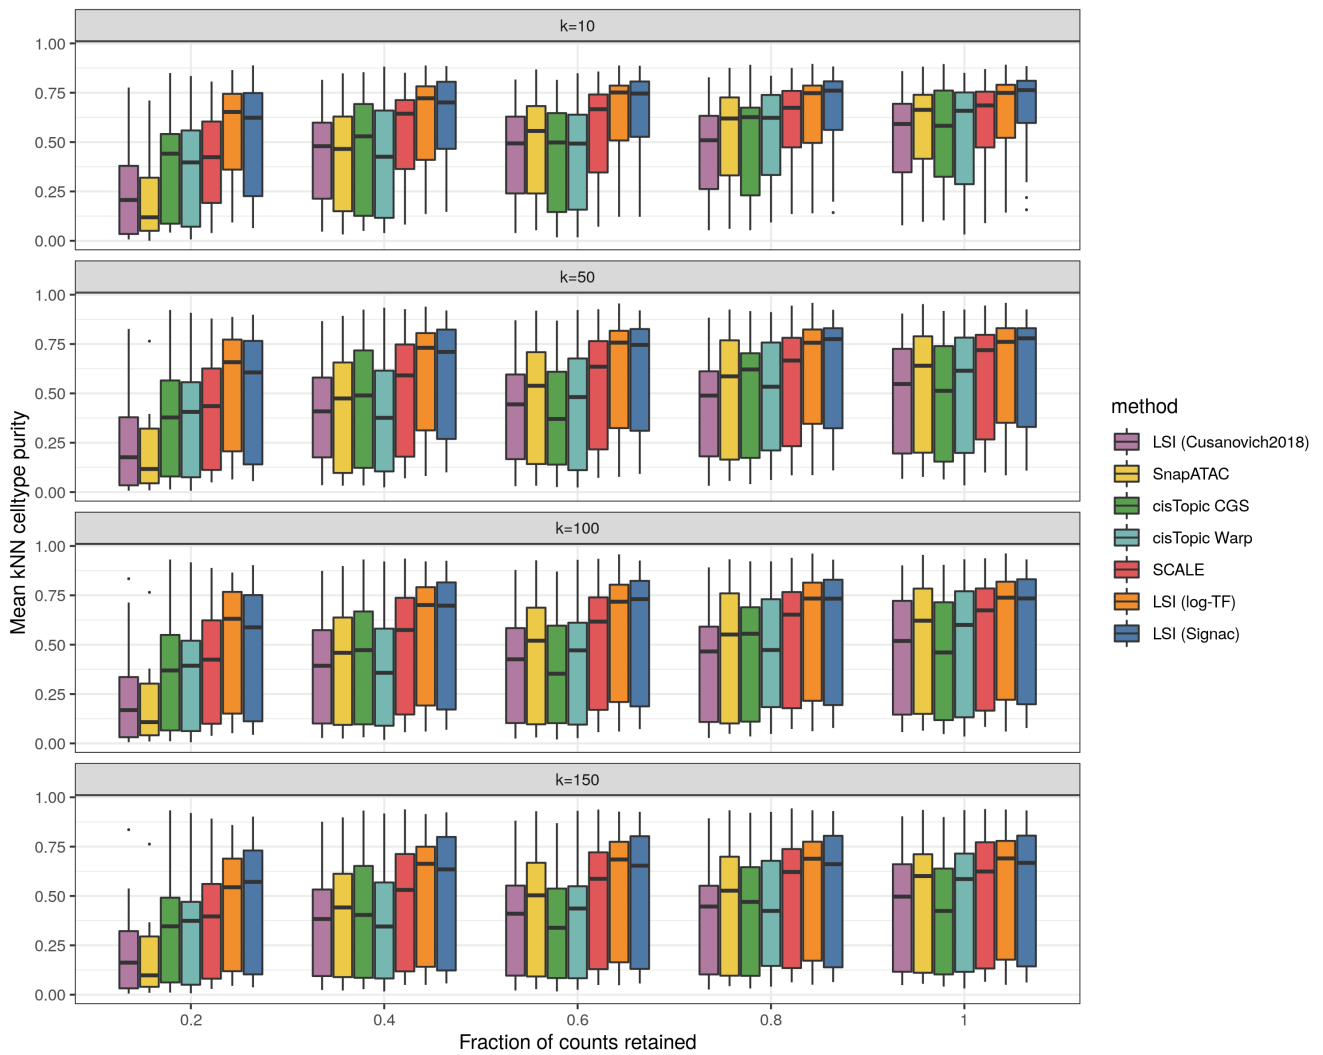 k=10
1.00
0.75
0.50
0.25
0.00
k=50
1.00
0.75
0.50
0.25
0.00
k=100
1.00
0.75
0.50
0.25
0.00
k=150
1.00
0.75
0.50
0.25
0.00
0.2 0.4 0.6 0.8 1
Fraction of counts retained
Mean kNN celltype purity
method
LSI (Cusanovich2018)
SnapATAC
cisTopic CGS
cisTopic Warp
SCALE
LSI (log-TF)
LSI (Signac)